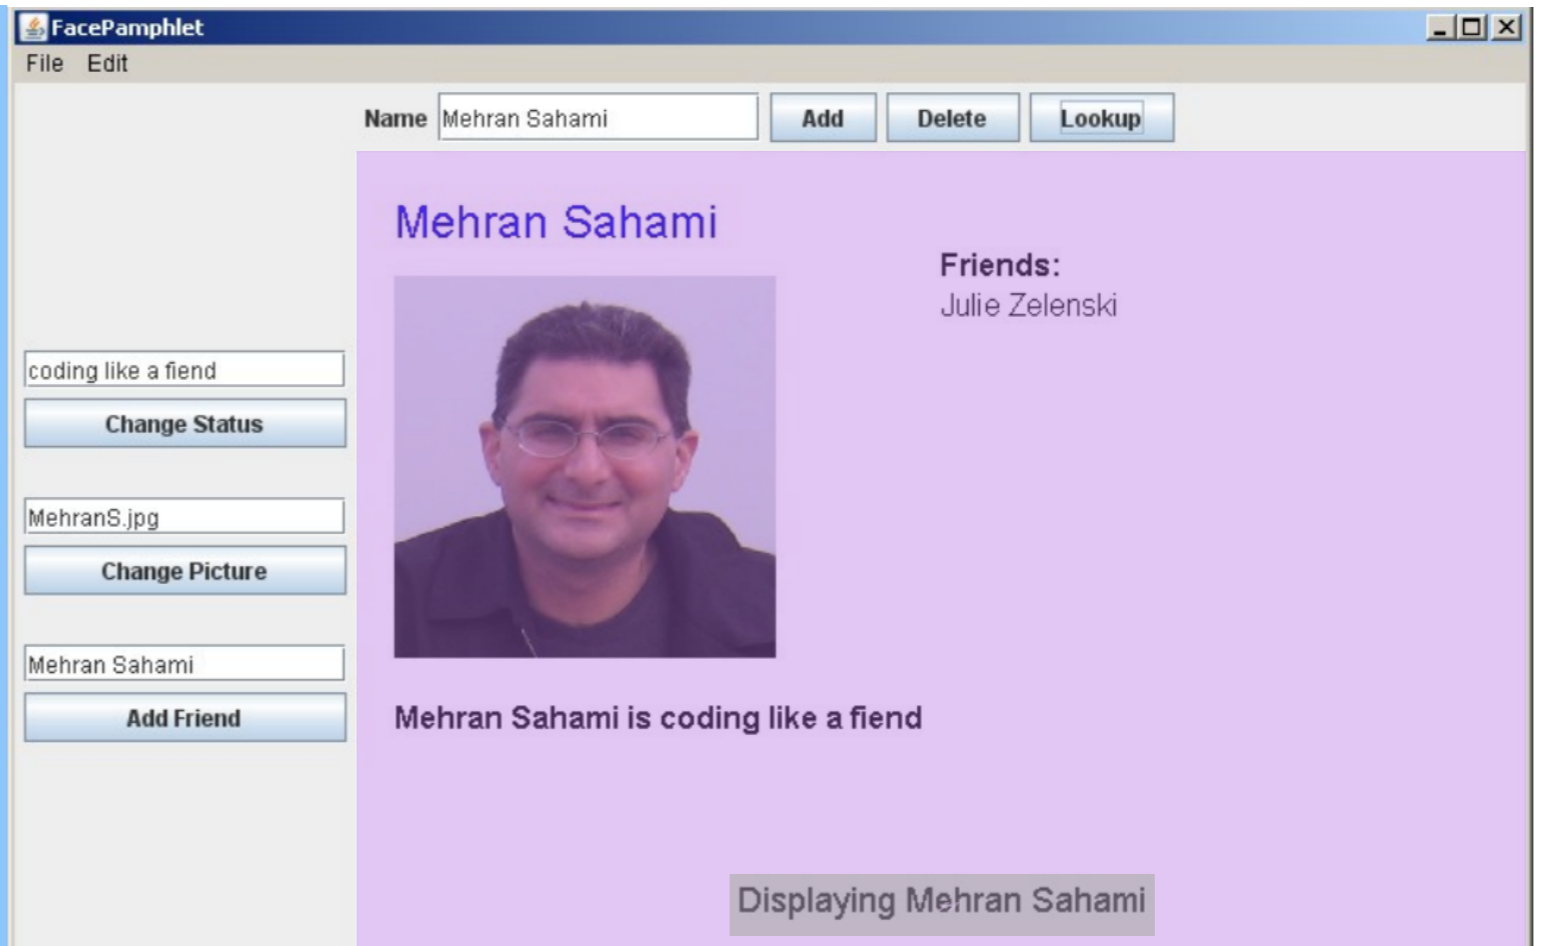 FacePamphlet
File Edit
Name Mehran Sahami Add Delete Lookup
Mehran Sahami
Friends:
Julie Zelenski
coding like a fiend
Change Status
MehranS.jpg
Change Picture
Mehran Sahami
Add Friend
Mehran Sahami is coding like a fiend
Displaying Mehran Sahami